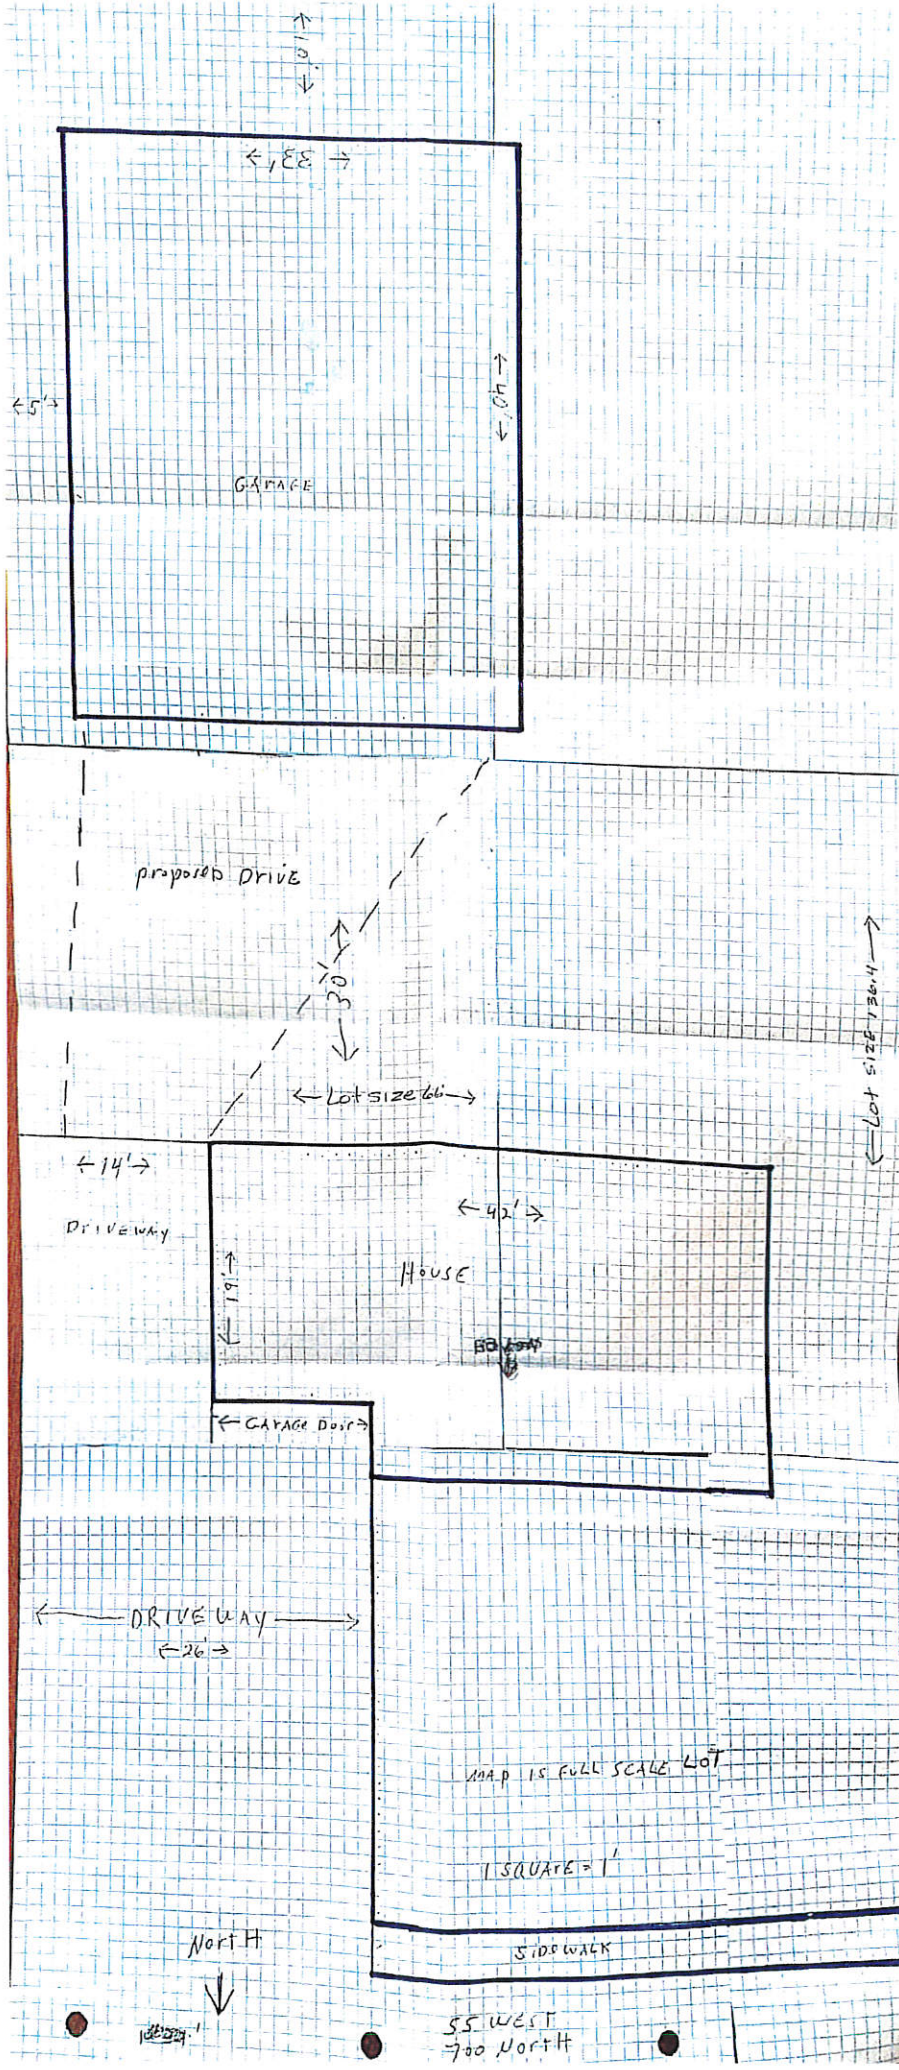 10'
33'
5'
40'
GArAGE
proposED DrivE
30'
Lot sizE 66'
Lot sizE 136.4
14'
42'
DrivEway
HousE
19'
GArAGE Door
DRIVEWAY
26'
MAP IS FULL SCALE LOT
1 SQUArE = 1'
NortH
SIDEWALK
55 WEST
700 NortH